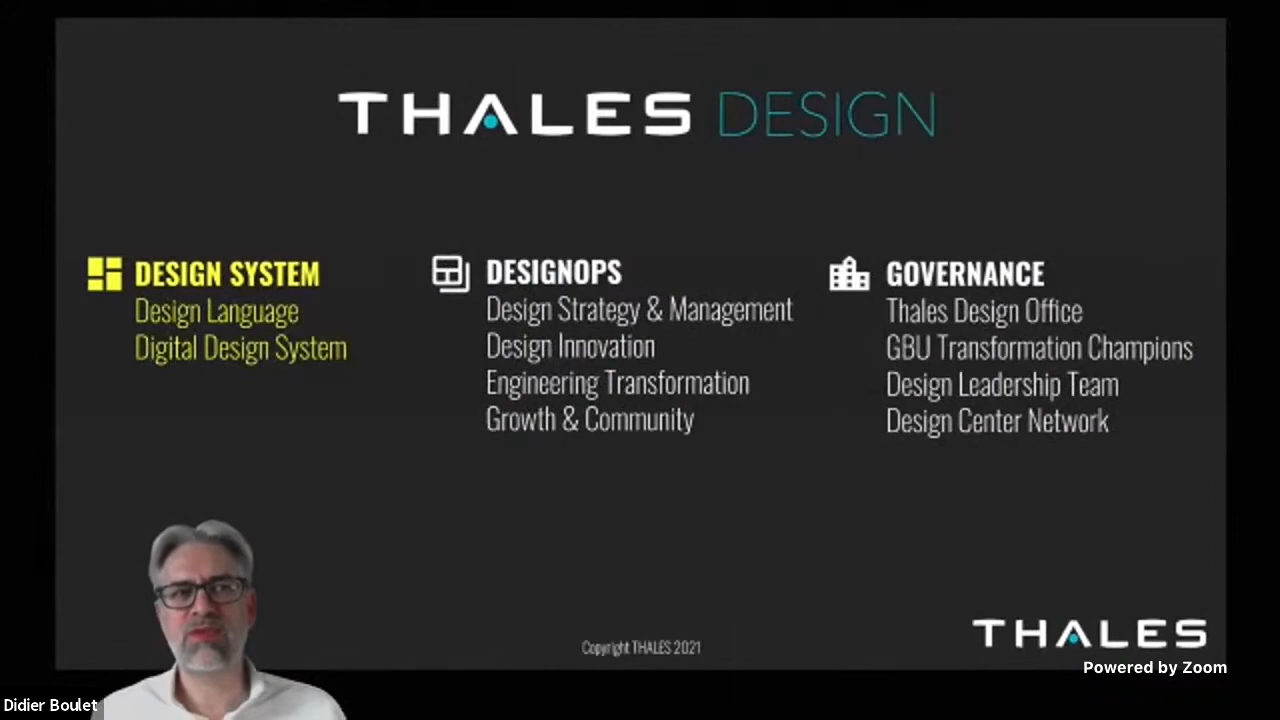 THALES DESIGN
DESIGN SYSTEM
Design Language
Digital Design System
DESIGNOPS
Design Strategy & Management
Design Innovation
Engineering Transformation
Growth & Community
GOVERNANCE
Thales Design Office
GBU Transformation Champions
Design Leadership Team
Design Center Network
Copyright THALES 2021
THALES
Powered by Zoom
Didier Boulet